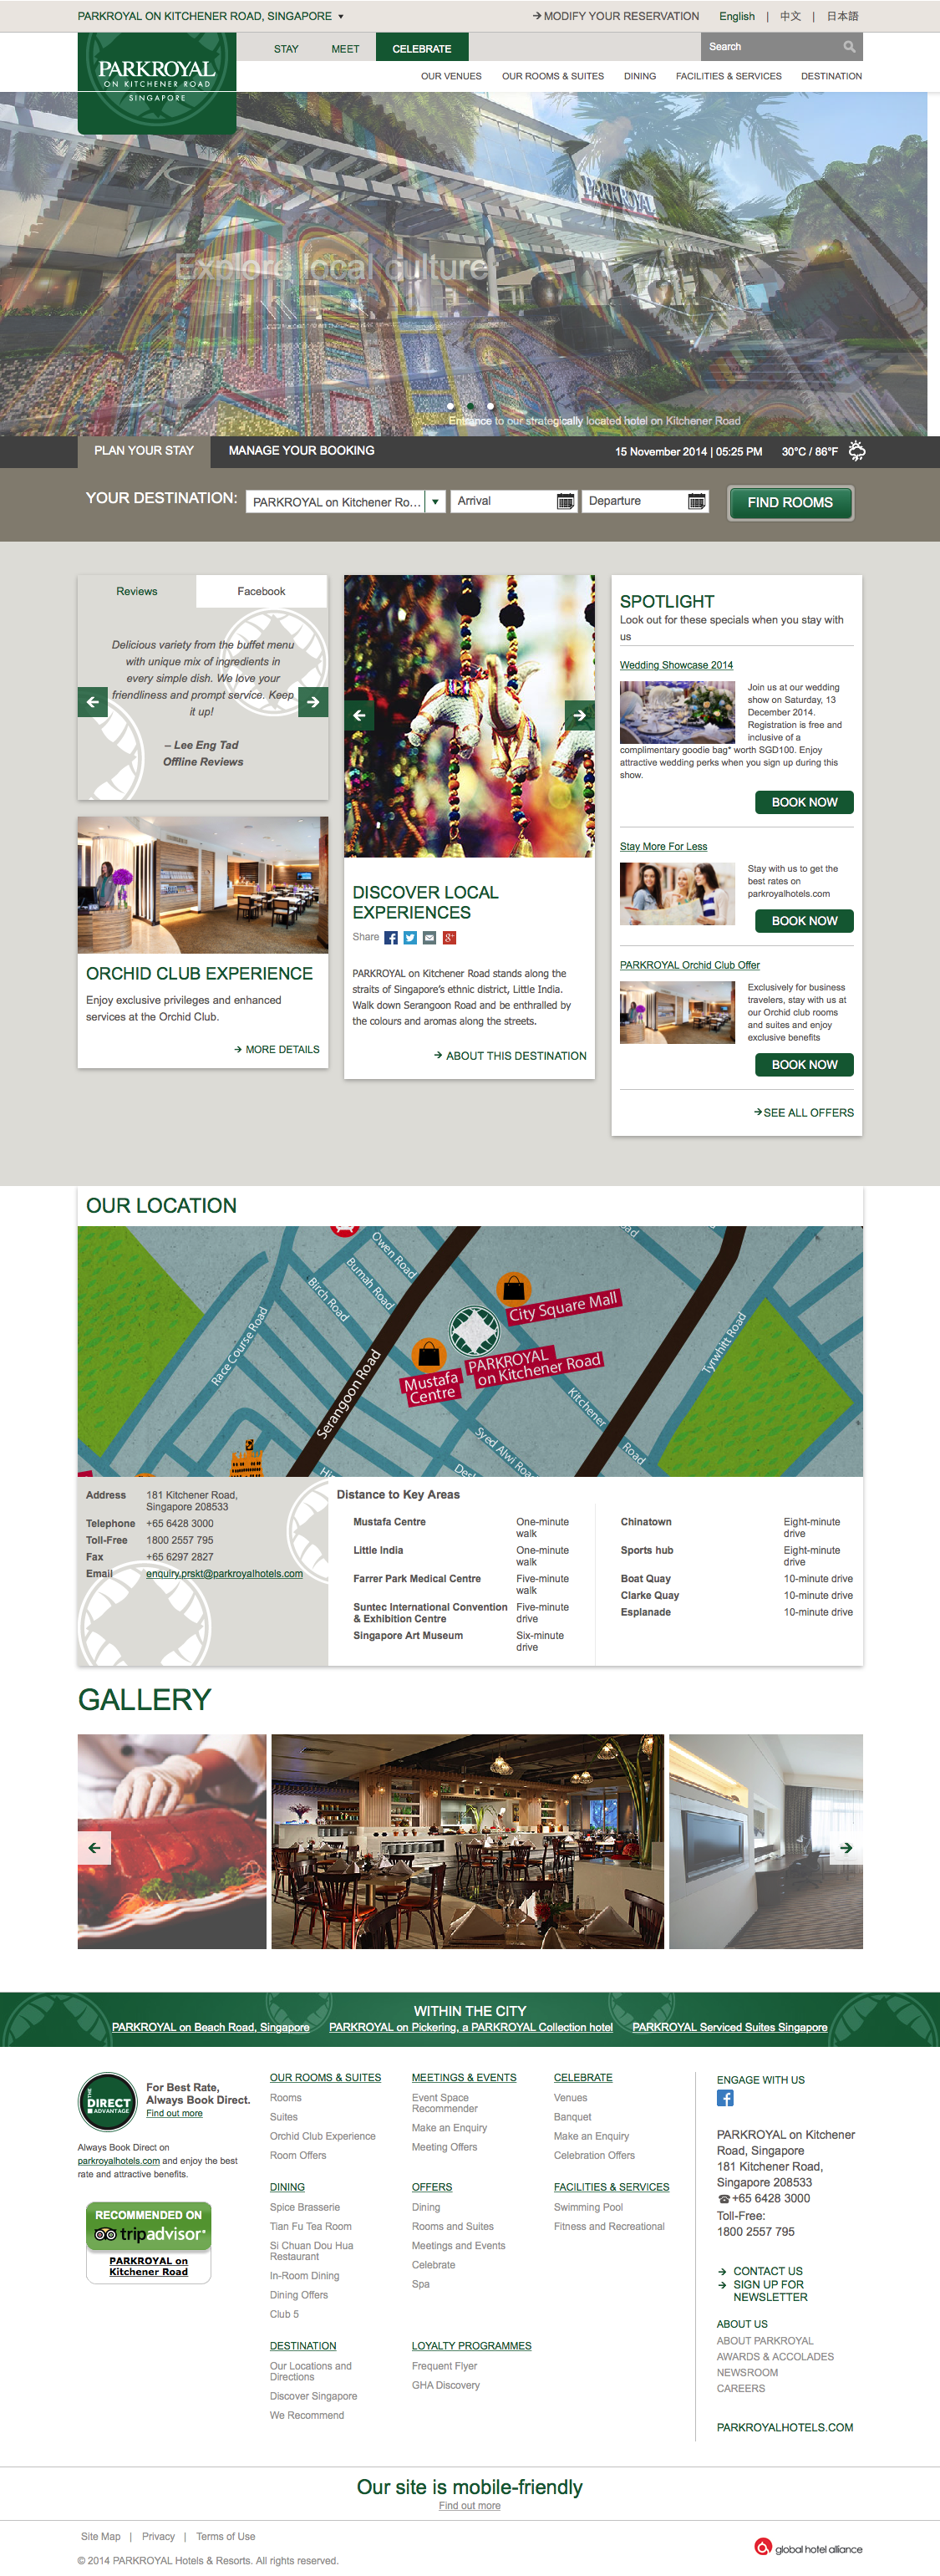 PARKROYAL ON KITCHENER ROAD, SINGAPORE
MODIFY YOUR RESERVATION
English | 中文 | 日本語
PARKROYAL
ON KITCHENER ROAD
SINGAPORE
STAY MEET CELEBRATE
Search
OUR VENUES OUR ROOMS & SUITES DINING FACILITIES & SERVICES DESTINATION
PARKROYAL
Explore local culture
Entrance to our strategically located hotel on Kitchener Road
PLAN YOUR STAY MANAGE YOUR BOOKING
15 November 2014 | 05:25 PM 30°C / 86°F
YOUR DESTINATION: PARKROYAL on Kitchener Ro... Arrival Departure FIND ROOMS
Reviews Facebook
Delicious variety from the buffet menu
with unique mix of ingredients in
every simple dish. We love your
friendliness and prompt service. Keep
it up!
– Lee Eng Tad
Offline Reviews
ORCHID CLUB EXPERIENCE
Enjoy exclusive privileges and enhanced
services at the Orchid Club.
MORE DETAILS
DISCOVER LOCAL
EXPERIENCES
Share
PARKROYAL on Kitchener Road stands along the
straits of Singapore's ethnic district, Little India.
Walk down Serangoon Road and be enthralled by
the colours and aromas along the streets.
ABOUT THIS DESTINATION
SPOTLIGHT
Look out for these specials when you stay with
us
Wedding Showcase 2014
Join us at our wedding
show on Saturday, 13
December 2014.
Registration is free and
inclusive of a
complimentary goodie bag* worth SGD100. Enjoy
attractive wedding perks when you sign up during this
show.
BOOK NOW
Stay More For Less
Stay with us to get the
best rates on
parkroyalhotels.com
BOOK NOW
PARKROYAL Orchid Club Offer
Exclusively for business
travelers, stay with us at
our Orchid club rooms
and suites and enjoy
exclusive benefits
BOOK NOW
SEE ALL OFFERS
OUR LOCATION
Owen Road
Bumah Road
Birch Road
Race Course Road
Serangoon Road
City Square Mall
PARKROYAL
on Kitchener Road
Mustafa
Centre
Kitchener
Road
Syed Alwi Roa
Tyrwhitt Road
Address 181 Kitchener Road,
Singapore 208533
Telephone +65 6428 3000
Toll-Free 1800 2557 795
Fax +65 6297 2827
Email enquiry.prskt@parkroyalhotels.com
Distance to Key Areas
Mustafa Centre One-minute
walk
Little India One-minute
walk
Farrer Park Medical Centre Five-minute
walk
Suntec International Convention Five-minute
& Exhibition Centre drive
Singapore Art Museum Six-minute
drive
Chinatown Eight-minute
drive
Sports hub Eight-minute
drive
Boat Quay 10-minute drive
Clarke Quay 10-minute drive
Esplanade 10-minute drive
GALLERY
WITHIN THE CITY
PARKROYAL on Beach Road, Singapore PARKROYAL on Pickering, a PARKROYAL Collection hotel PARKROYAL Serviced Suites Singapore
THE
DIRECT
ADVANTAGE
For Best Rate,
Always Book Direct.
Find out more
Always Book Direct on
parkroyalhotels.com and enjoy the best
rate and attractive benefits.
RECOMMENDED ON
tripadvisor
PARKROYAL on
Kitchener Road
OUR ROOMS & SUITES
Rooms
Suites
Orchid Club Experience
Room Offers
MEETINGS & EVENTS
Event Space
Recommender
Make an Enquiry
Meeting Offers
CELEBRATE
Venues
Banquet
Make an Enquiry
Celebration Offers
DINING
Spice Brasserie
Tian Fu Tea Room
Si Chuan Dou Hua
Restaurant
In-Room Dining
Dining Offers
Club 5
OFFERS
Dining
Rooms and Suites
Meetings and Events
Celebrate
Spa
FACILITIES & SERVICES
Swimming Pool
Fitness and Recreational
DESTINATION
Our Locations and
Directions
Discover Singapore
We Recommend
LOYALTY PROGRAMMES
Frequent Flyer
GHA Discovery
ENGAGE WITH US
PARKROYAL on Kitchener
Road, Singapore
181 Kitchener Road,
Singapore 208533
☎+65 6428 3000
Toll-Free:
1800 2557 795
CONTACT US
SIGN UP FOR
NEWSLETTER
ABOUT US
ABOUT PARKROYAL
AWARDS & ACCOLADES
NEWSROOM
CAREERS
PARKROYALHOTELS.COM
Our site is mobile-friendly
Find out more
Site Map | Privacy | Terms of Use
© 2014 PARKROYAL Hotels & Resorts. All rights reserved.
global hotel alliance